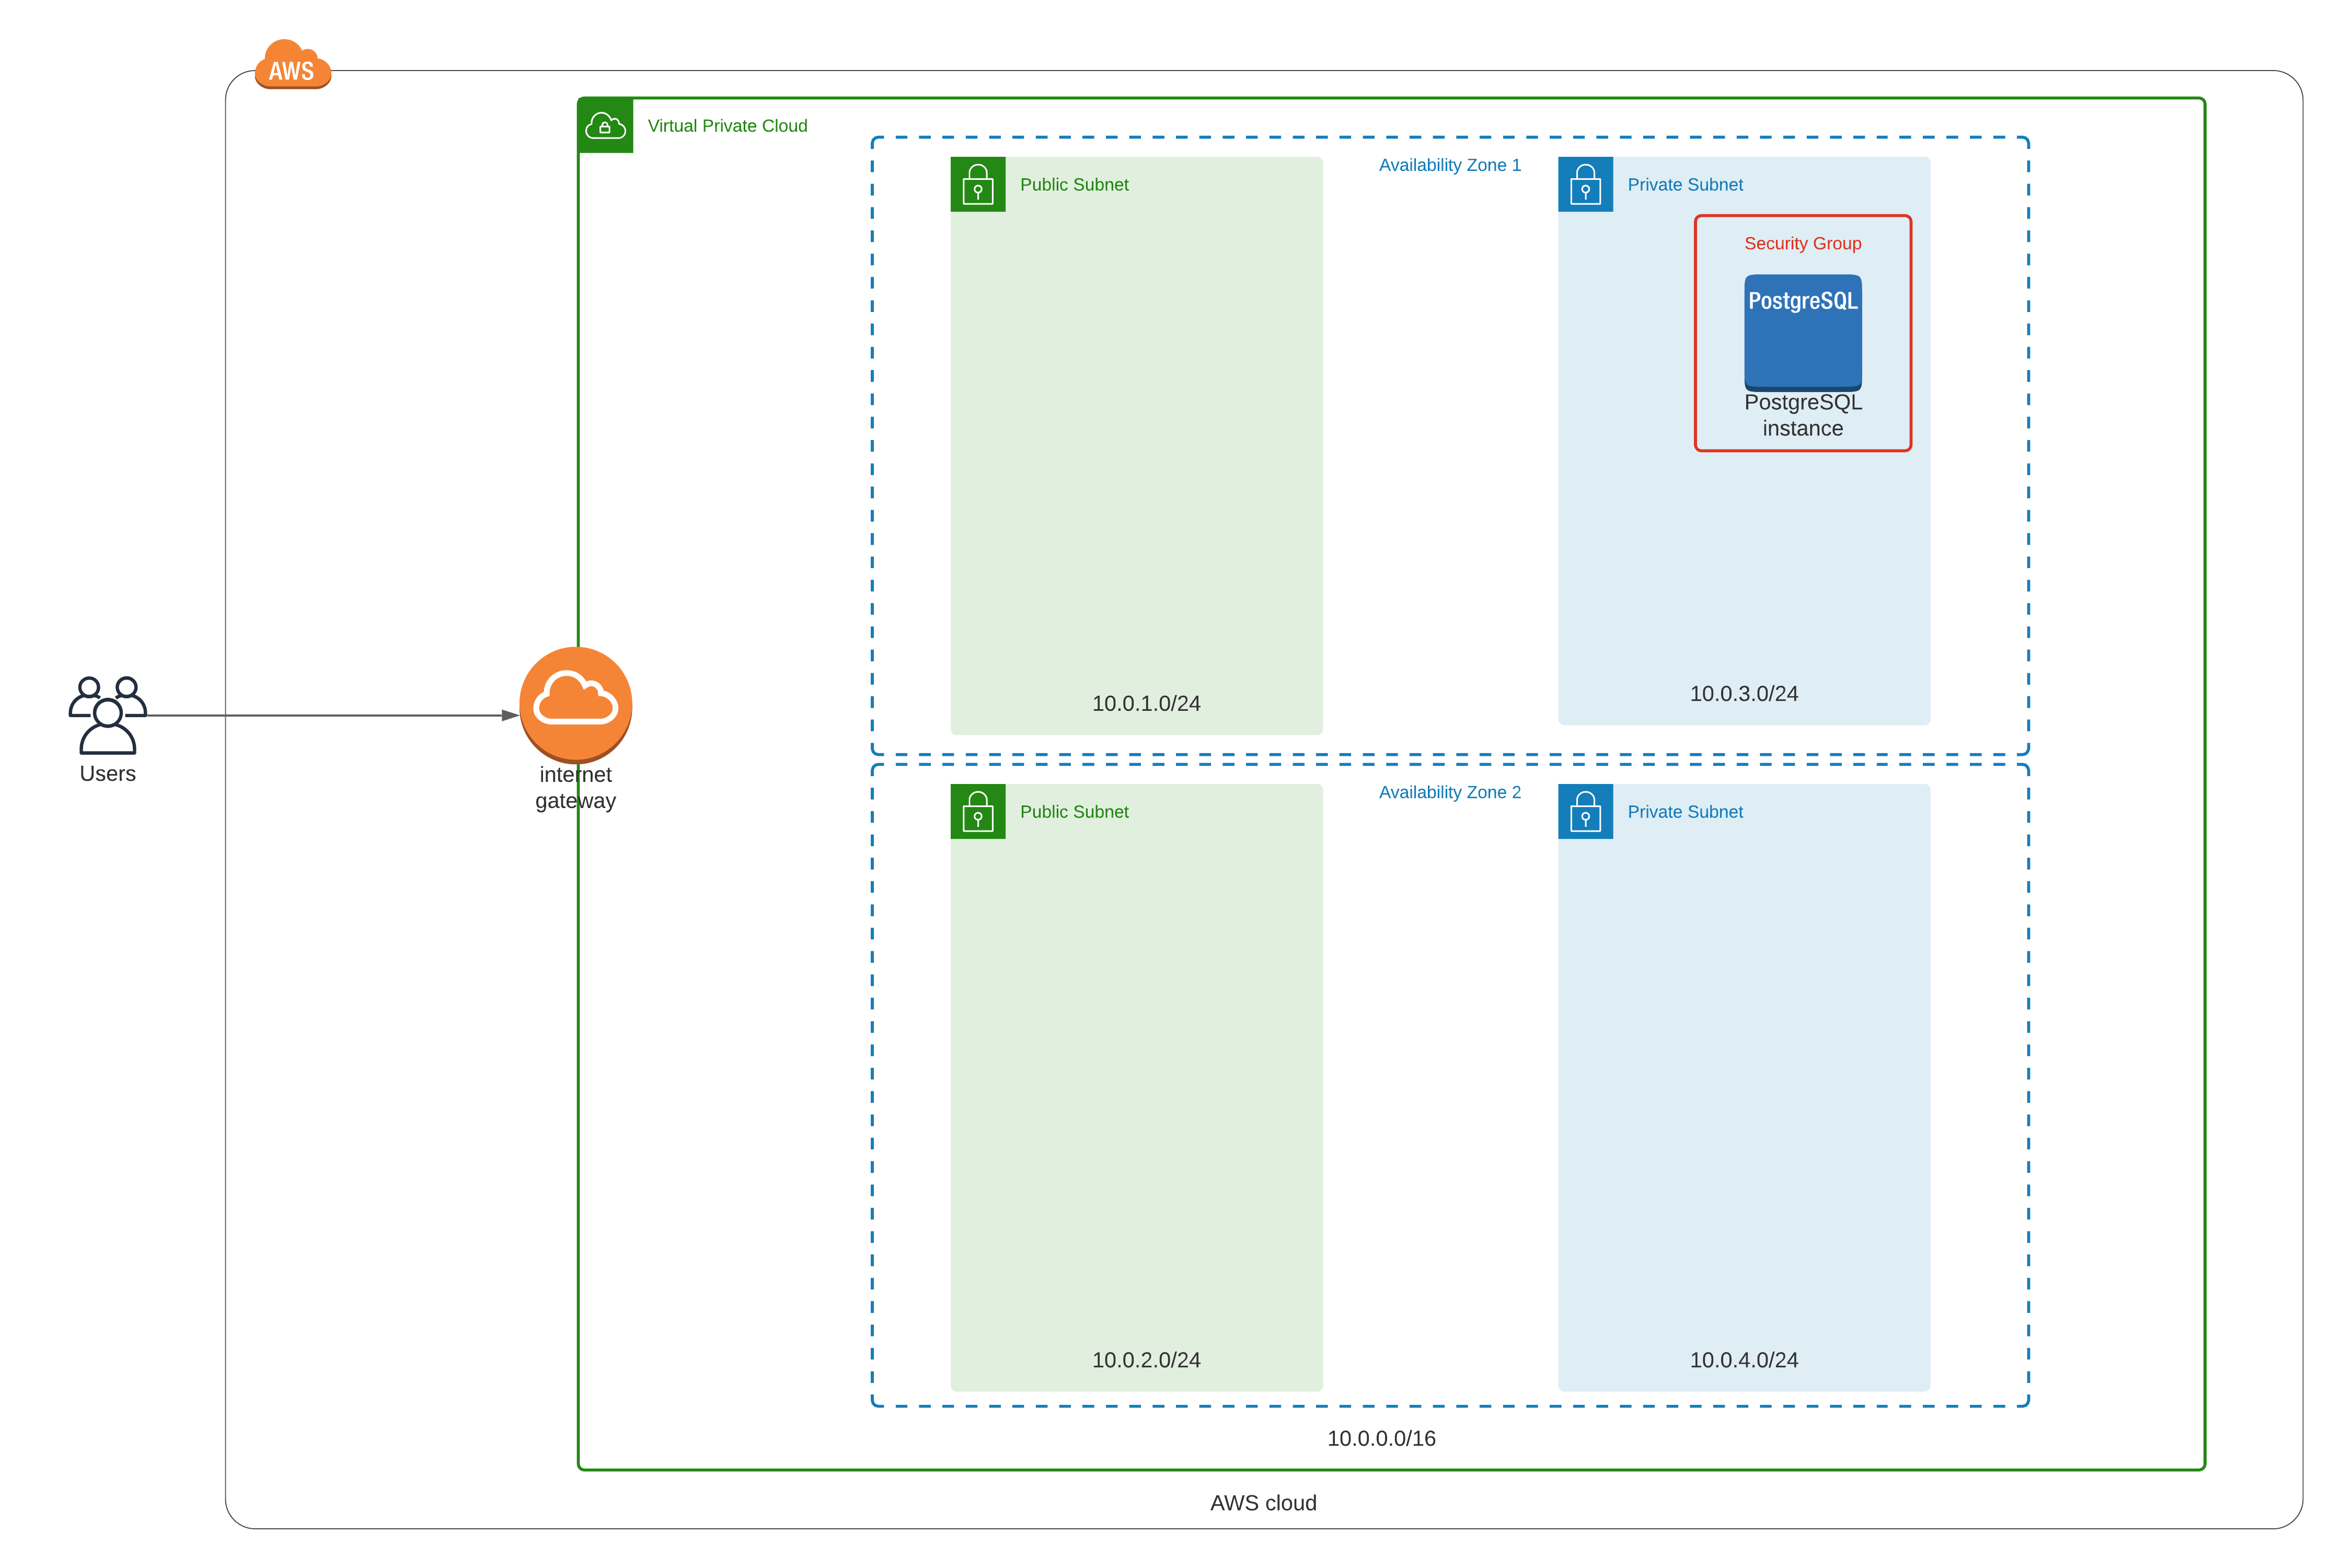 AWS
Virtual Private Cloud
Availability Zone 1
Public Subnet
Private Subnet
Security Group
PostgreSQL
PostgreSQL
instance
10.0.1.0/24
10.0.3.0/24
Users
internet
gateway
Availability Zone 2
Public Subnet
Private Subnet
10.0.2.0/24
10.0.4.0/24
10.0.0.0/16
AWS cloud